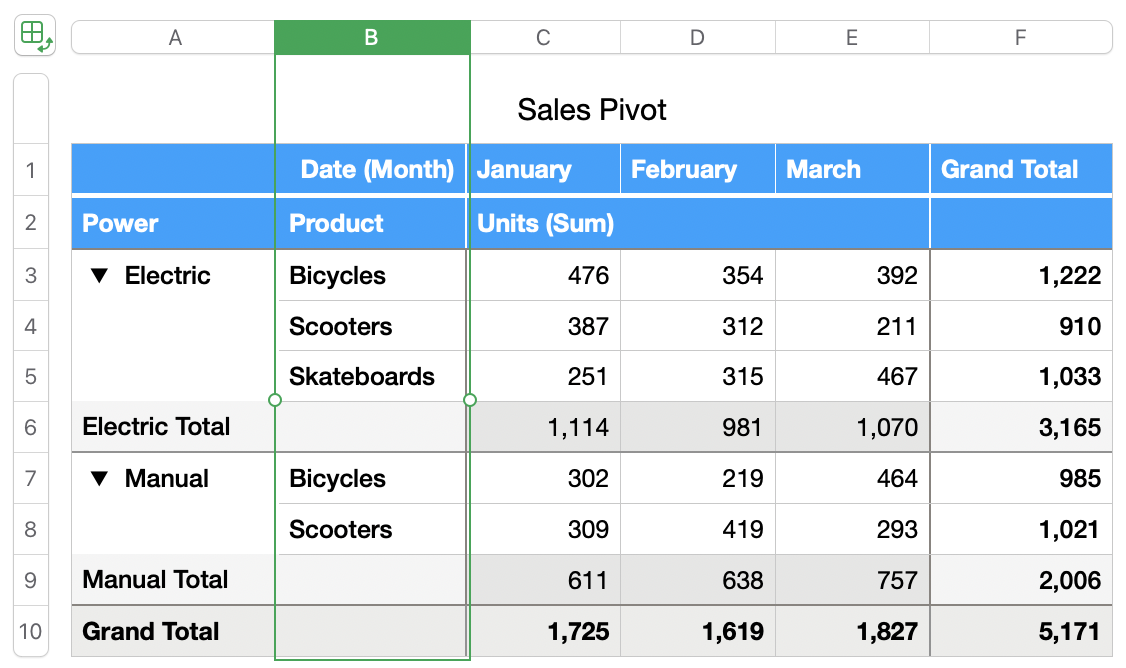 A B C D E F
Sales Pivot
1 Date (Month) January February March Grand Total
2 Power Product Units (Sum)
3 ▼ Electric Bicycles 476 354 392 1,222
4 Scooters 387 312 211 910
5 Skateboards 251 315 467 1,033
6 Electric Total 1,114 981 1,070 3,165
7 ▼ Manual Bicycles 302 219 464 985
8 Scooters 309 419 293 1,021
9 Manual Total 611 638 757 2,006
10 Grand Total 1,725 1,619 1,827 5,171